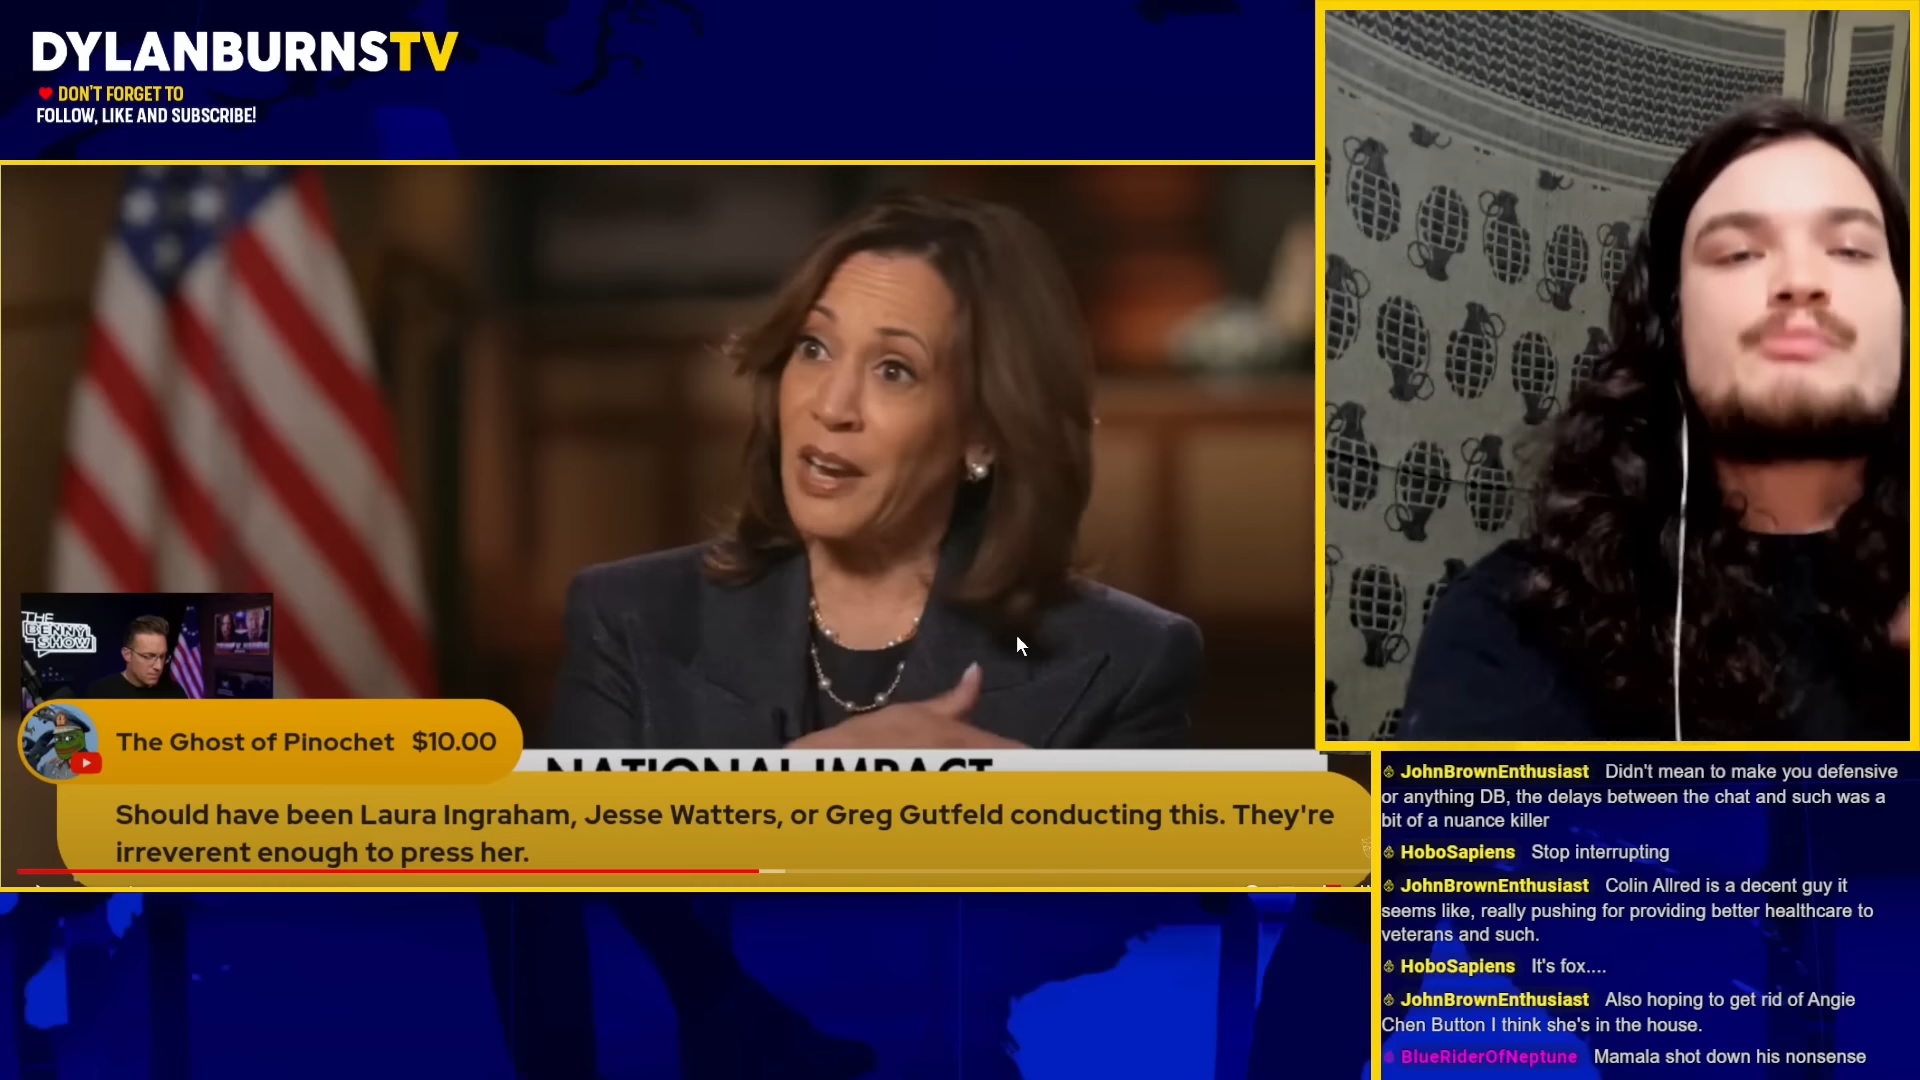 DYLANBURNSTV
DON'T FORGET TO
FOLLOW, LIKE AND SUBSCRIBE!
THE
BENNY
SHOW
The Ghost of Pinochet $10.00
NATIONAL IMPACT
Should have been Laura Ingraham, Jesse Watters, or Greg Gutfeld conducting this. They're
irreverent enough to press her.
JohnBrownEnthusiast Didn't mean to make you defensive
or anything DB, the delays between the chat and such was a
bit of a nuance killer
HoboSapiens Stop interrupting
JohnBrownEnthusiast Colin Allred is a decent guy it
seems like, really pushing for providing better healthcare to
veterans and such.
HoboSapiens It's fox....
JohnBrownEnthusiast Also hoping to get rid of Angie
Chen Button I think she's in the house.
BlueRiderOfNeptune Mamala shot down his nonsense